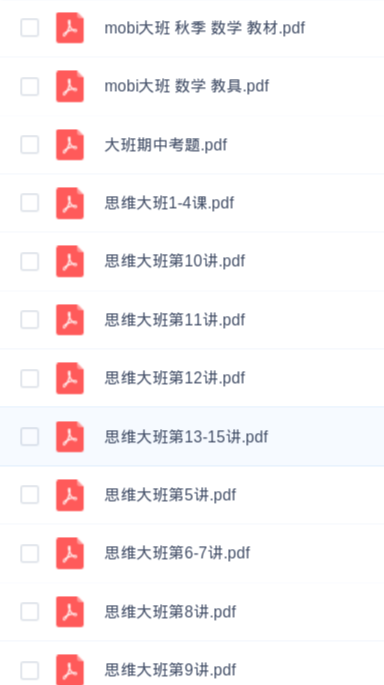 mobi大班 秋季 数学 教材.pdf
mobi大班 数学 教具.pdf
大班期中考题.pdf
思维大班1-4课.pdf
思维大班第10讲.pdf
思维大班第11讲.pdf
思维大班第12讲.pdf
思维大班第13-15讲.pdf
思维大班第5讲.pdf
思维大班第6-7讲.pdf
思维大班第8讲.pdf
思维大班第9讲.pdf